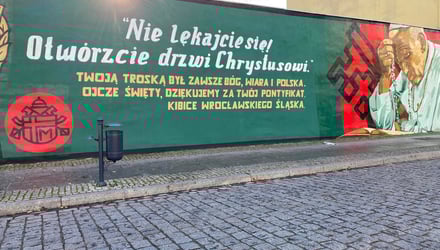 "Nie lękajcie się!
Otwórzcie drzwi Chrystusowi."
TWOJĄ TROSKĄ BYŁ ZAWSZE BÓG, WIARA I POLSKA.
OJCZE ŚWIĘTY, DZIĘKUJEMY ZA TWÓJ PONTYFIKAT.
KIBICE WROCŁAWSKIEGO ŚLĄSKA.